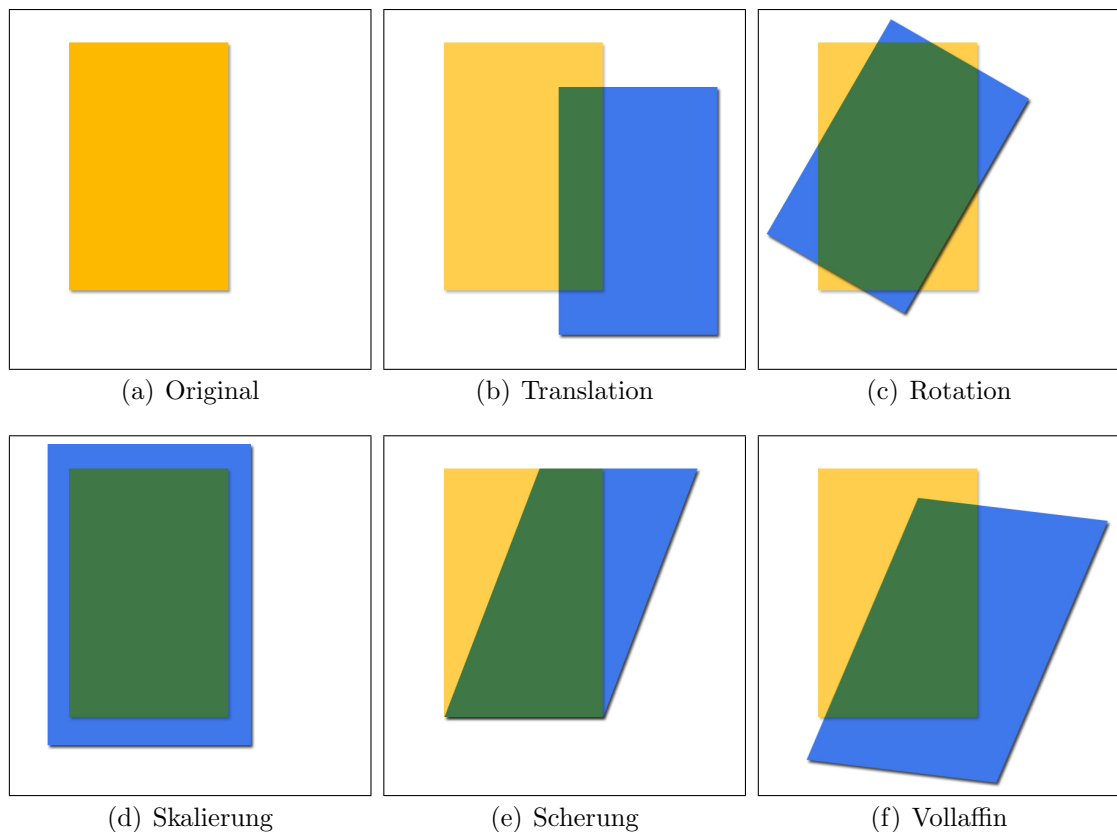 (a) Original
(b) Translation
(c) Rotation
(d) Skalierung
(e) Scherung
(f) Vollaffin